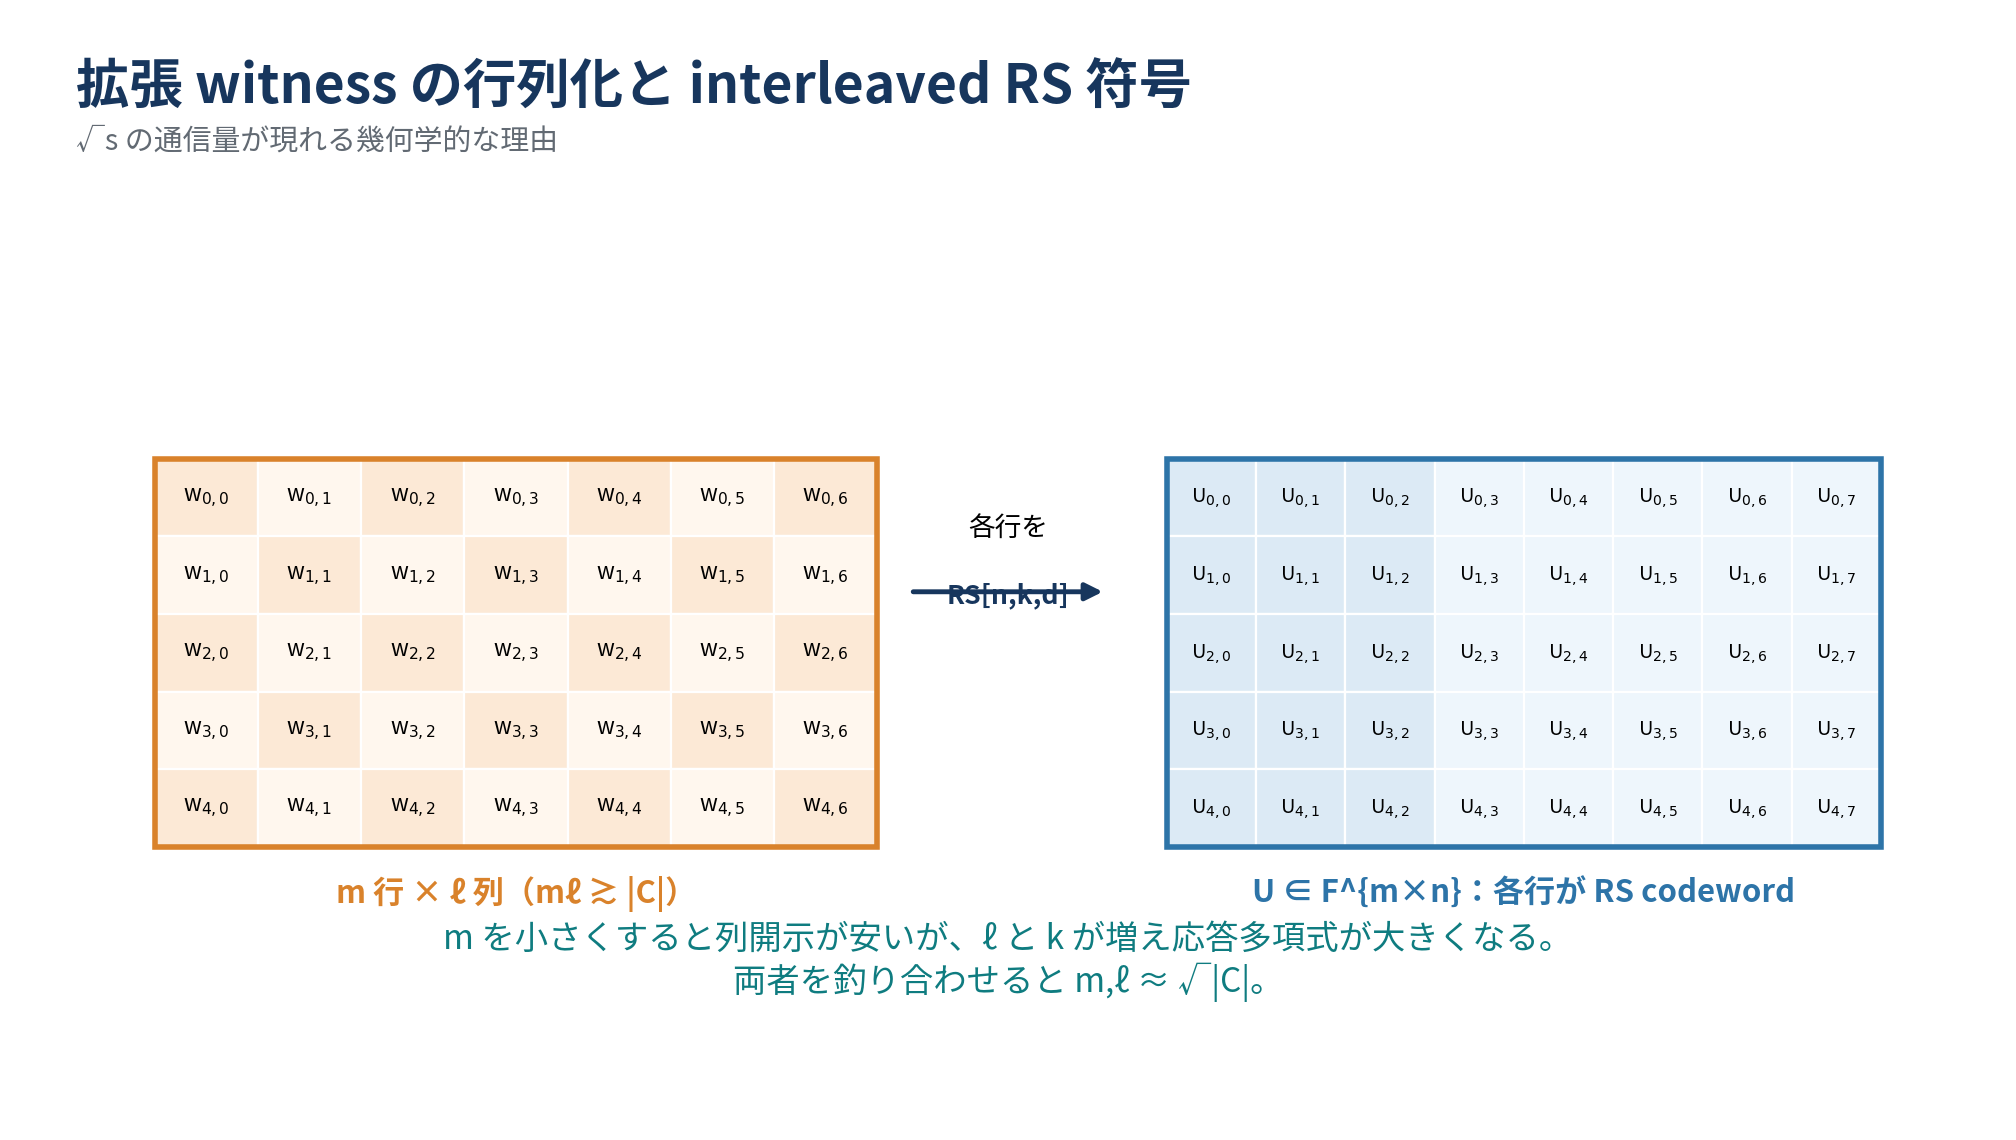 拡張 witness の行列化と interleaved RS 符号
√s の通信量が現れる幾何学的な理由
w0,0 w0,1 w0,2 w0,3 w0,4 w0,5 w0,6
w1,0 w1,1 w1,2 w1,3 w1,4 w1,5 w1,6
w2,0 w2,1 w2,2 w2,3 w2,4 w2,5 w2,6
w3,0 w3,1 w3,2 w3,3 w3,4 w3,5 w3,6
w4,0 w4,1 w4,2 w4,3 w4,4 w4,5 w4,6
m 行 × ℓ 列（mℓ ≳ |C|）
各行を
RS[n,k,d]
U0,0 U0,1 U0,2 U0,3 U0,4 U0,5 U0,6 U0,7
U1,0 U1,1 U1,2 U1,3 U1,4 U1,5 U1,6 U1,7
U2,0 U2,1 U2,2 U2,3 U2,4 U2,5 U2,6 U2,7
U3,0 U3,1 U3,2 U3,3 U3,4 U3,5 U3,6 U3,7
U4,0 U4,1 U4,2 U4,3 U4,4 U4,5 U4,6 U4,7
U ∈ F^{m×n}：各行が RS codeword
m を小さくすると列開示が安いが、ℓ と k が増え応答多項式が大きくなる。
両者を釣り合わせると m,ℓ ≈ √|C|。